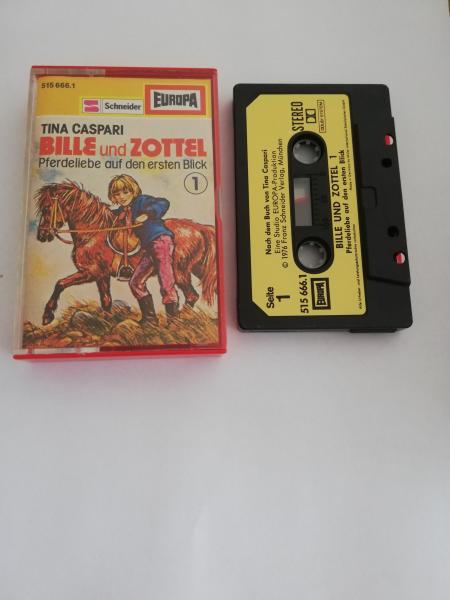 515 666.1
Schneider
EUROPA
TINA CASPARI
BILLE und ZOTTEL
Pferdeliebe auf den ersten Blick
1
STEREO
BILLE UND ZOTTEL 1
Pferdeliebe auf den ersten Blick
Nach dem Buch von Tina Caspari
Eine Studio EUROPA-Produktion
© 1976 Franz Schneider Verlag, München
Seite
1
515 666.1
EUROPA